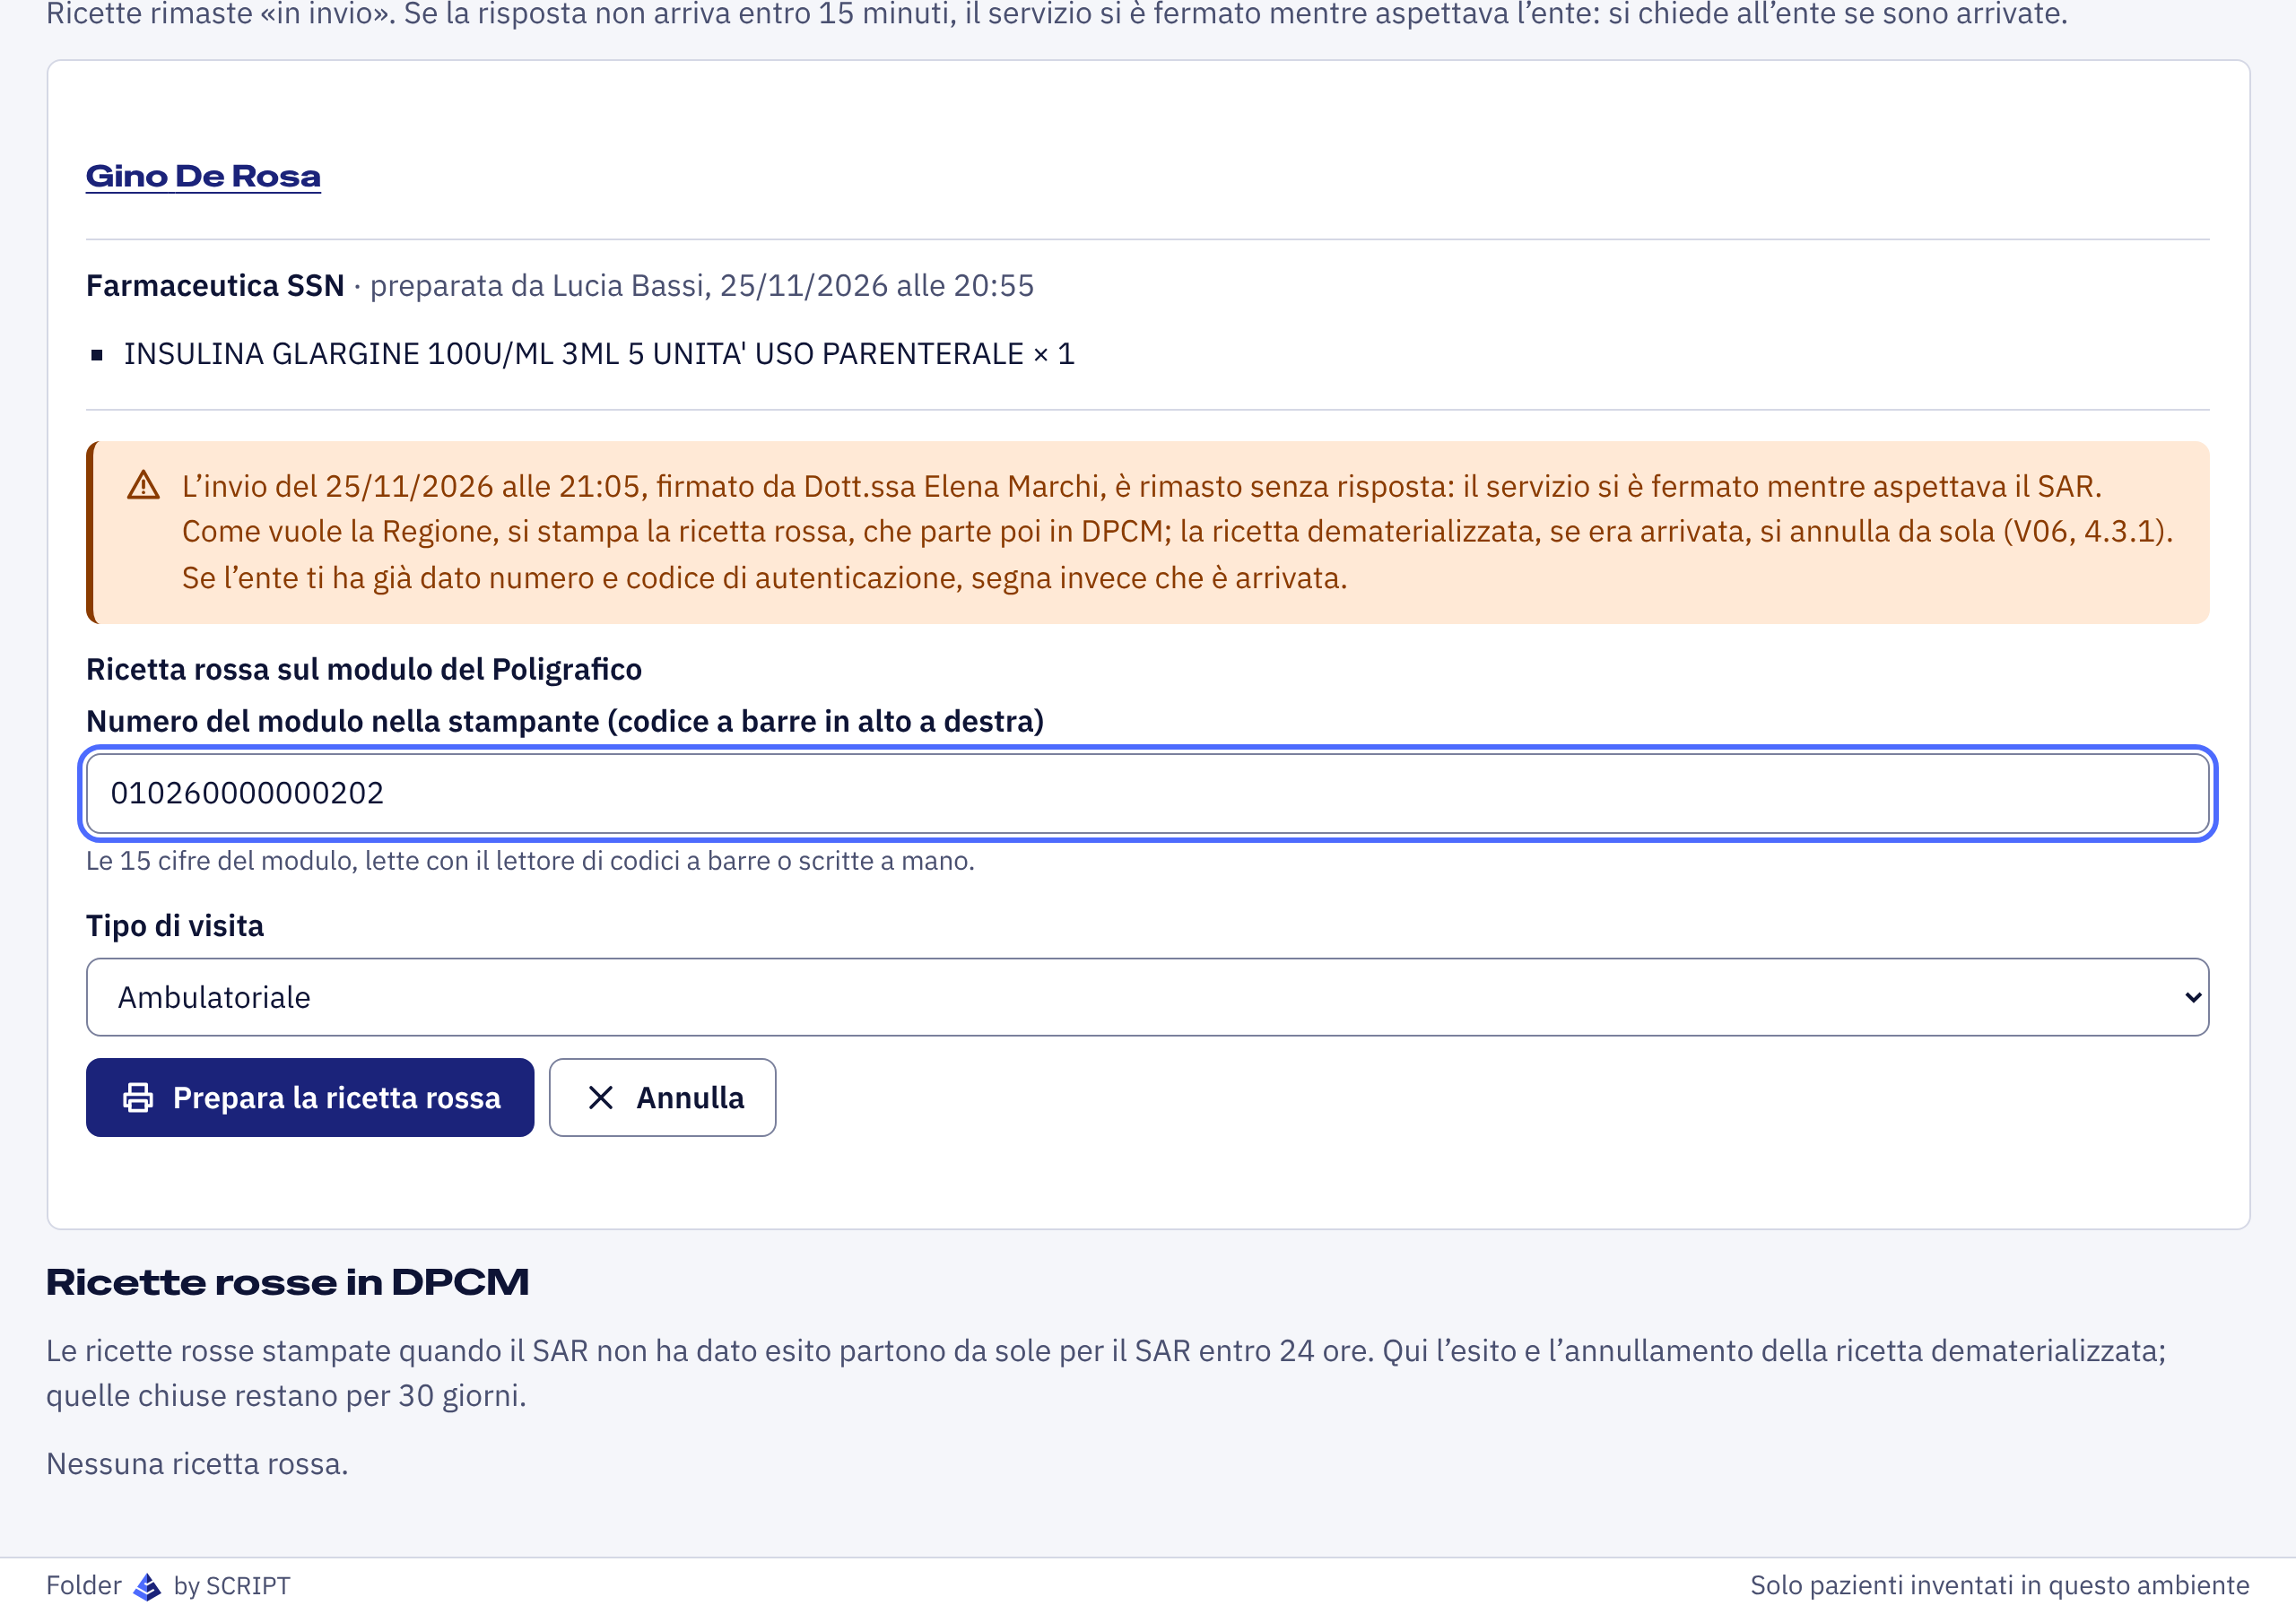 Ricette rimaste «in invio». Se la risposta non arriva entro 15 minuti, il servizio si è fermato mentre aspettava l’ente: si chiede all’ente se sono arrivate.
Gino De Rosa
Farmaceutica SSN · preparata da Lucia Bassi, 25/11/2026 alle 20:55
▪ INSULINA GLARGINE 100U/ML 3ML 5 UNITA' USO PARENTERALE × 1
L’invio del 25/11/2026 alle 21:05, firmato da Dott.ssa Elena Marchi, è rimasto senza risposta: il servizio si è fermato mentre aspettava il SAR.
Come vuole la Regione, si stampa la ricetta rossa, che parte poi in DPCM; la ricetta dematerializzata, se era arrivata, si annulla da sola (V06, 4.3.1).
Se l’ente ti ha già dato numero e codice di autenticazione, segna invece che è arrivata.
Ricetta rossa sul modulo del Poligrafico
Numero del modulo nella stampante (codice a barre in alto a destra)
010260000000202
Le 15 cifre del modulo, lette con il lettore di codici a barre o scritte a mano.
Tipo di visita
Ambulatoriale
Prepara la ricetta rossa
Annulla
Ricette rosse in DPCM
Le ricette rosse stampate quando il SAR non ha dato esito partono da sole per il SAR entro 24 ore. Qui l’esito e l’annullamento della ricetta dematerializzata;
quelle chiuse restano per 30 giorni.
Nessuna ricetta rossa.
Folder by SCRIPT
Solo pazienti inventati in questo ambiente